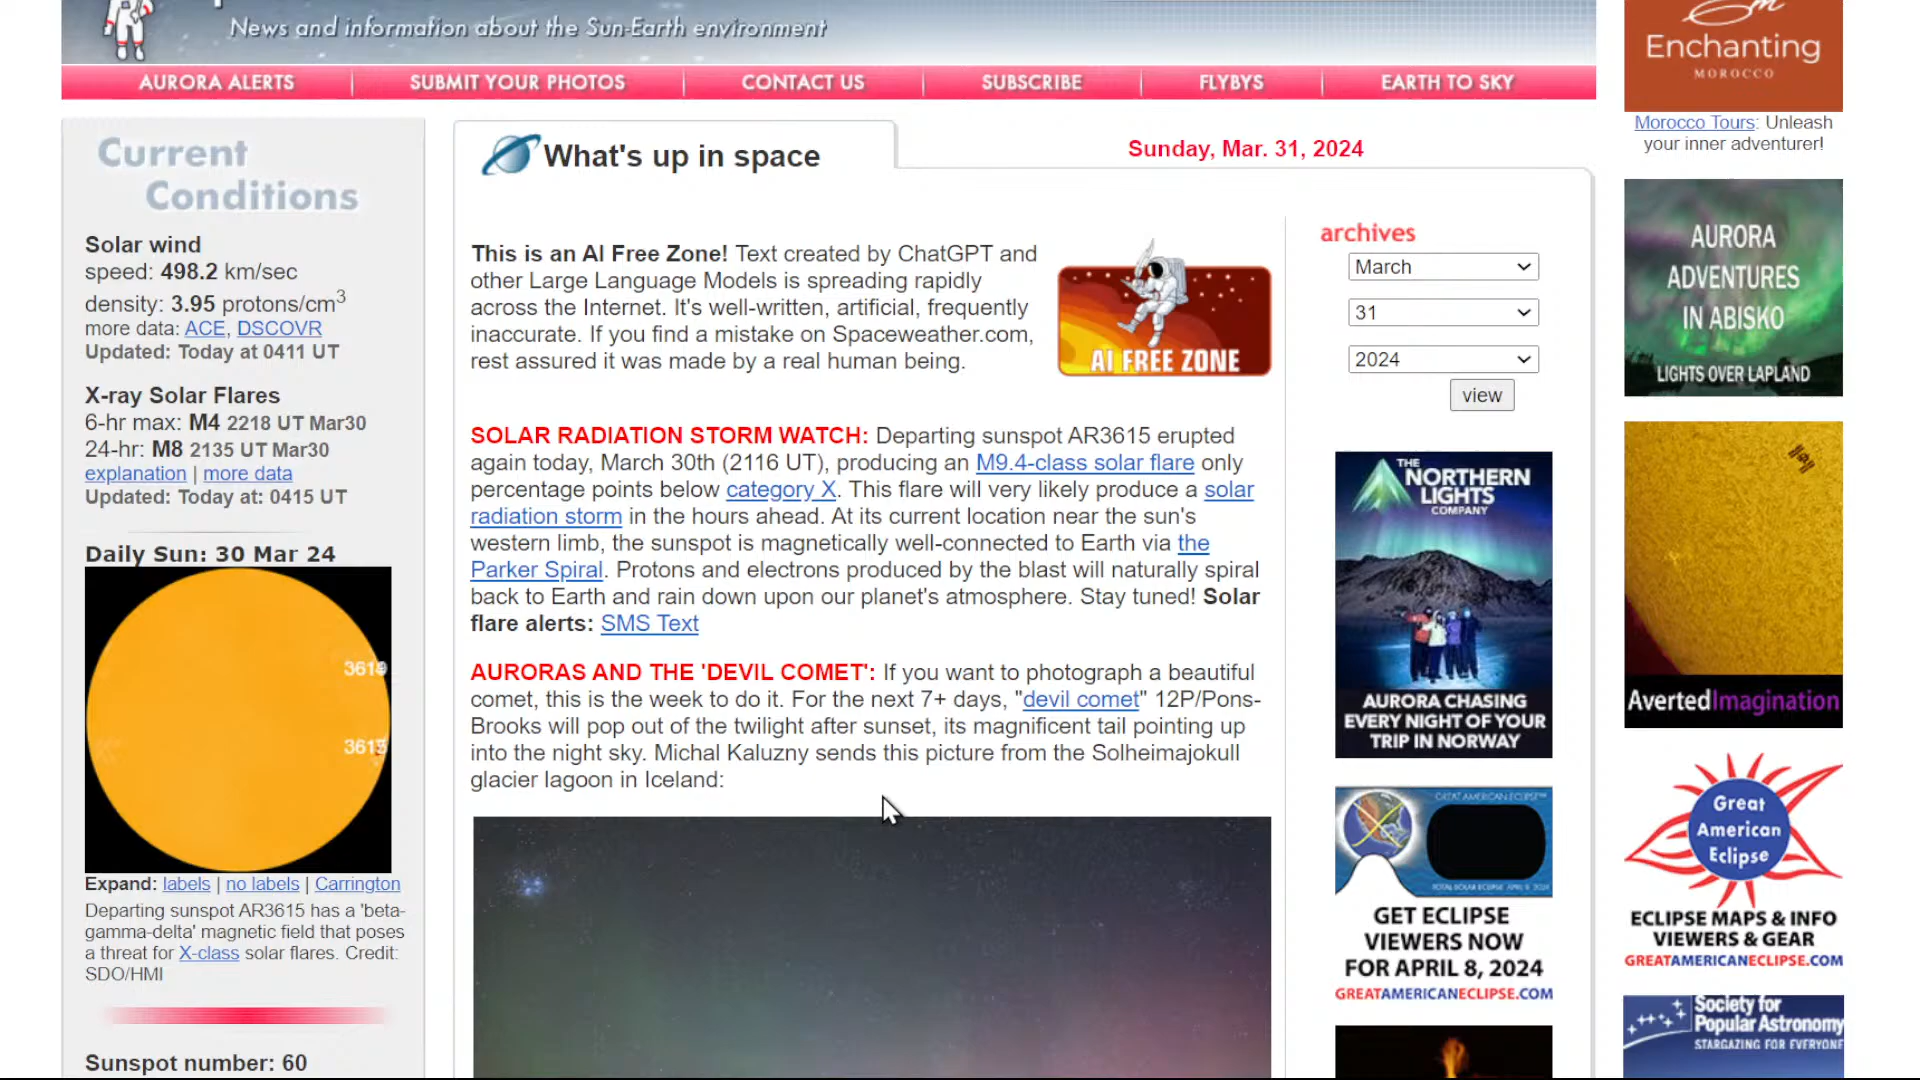 News and information about the Sun-Earth environment
AURORA ALERTS
SUBMIT YOUR PHOTOS
CONTACT US
SUBSCRIBE
FLYBYS
EARTH TO SKY
Current
Conditions
Solar wind
speed: 498.2 km/sec
density: 3.95 protons/cm3
more data: ACE, DSCOVR
Updated: Today at 0411 UT
X-ray Solar Flares
6-hr max: M4 2218 UT Mar30
24-hr: M8 2135 UT Mar30
explanation | more data
Updated: Today at: 0415 UT
Daily Sun: 30 Mar 24
3614
3615
Expand: labels | no labels | Carrington
Departing sunspot AR3615 has a 'beta-
gamma-delta' magnetic field that poses
a threat for X-class solar flares. Credit:
SDO/HMI
Sunspot number: 60
What's up in space
Sunday, Mar. 31, 2024
This is an AI Free Zone! Text created by ChatGPT and
other Large Language Models is spreading rapidly
across the Internet. It's well-written, artificial, frequently
inaccurate. If you find a mistake on Spaceweather.com,
rest assured it was made by a real human being.
AI FREE ZONE
SOLAR RADIATION STORM WATCH: Departing sunspot AR3615 erupted
again today, March 30th (2116 UT), producing an M9.4-class solar flare only
percentage points below category X. This flare will very likely produce a solar
radiation storm in the hours ahead. At its current location near the sun's
western limb, the sunspot is magnetically well-connected to Earth via the
Parker Spiral. Protons and electrons produced by the blast will naturally spiral
back to Earth and rain down upon our planet's atmosphere. Stay tuned! Solar
flare alerts: SMS Text
AURORAS AND THE 'DEVIL COMET': If you want to photograph a beautiful
comet, this is the week to do it. For the next 7+ days, "devil comet" 12P/Pons-
Brooks will pop out of the twilight after sunset, its magnificent tail pointing up
into the night sky. Michal Kaluzny sends this picture from the Solheimajokull
glacier lagoon in Iceland:
archives
March
31
2024
view
THE
NORTHERN
LIGHTS
COMPANY
AURORA CHASING
EVERY NIGHT OF YOUR
TRIP IN NORWAY
GREAT AMERICAN ECLIPSE
TOTAL SOLAR ECLIPSE APRIL 8, 2024
GET ECLIPSE
VIEWERS NOW
FOR APRIL 8, 2024
GREATAMERICANECLIPSE.COM
Enchanting
MOROCCO
Morocco Tours: Unleash
your inner adventurer!
AURORA
ADVENTURES
IN ABISKO
LIGHTS OVER LAPLAND
AvertedImagination
Great
American
Eclipse
ECLIPSE MAPS & INFO
VIEWERS & GEAR
GREATAMERICANECLIPSE.COM
Society for
Popular Astronomy
STARGAZING FOR EVERYONE